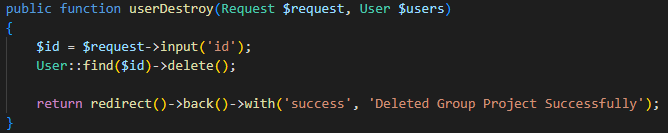 public function userDestroy(Request $request, User $users)
{
    $id = $request->input('id');
    User::find($id)->delete();

    return redirect()->back()->with('success', 'Deleted Group Project Successfully');
}